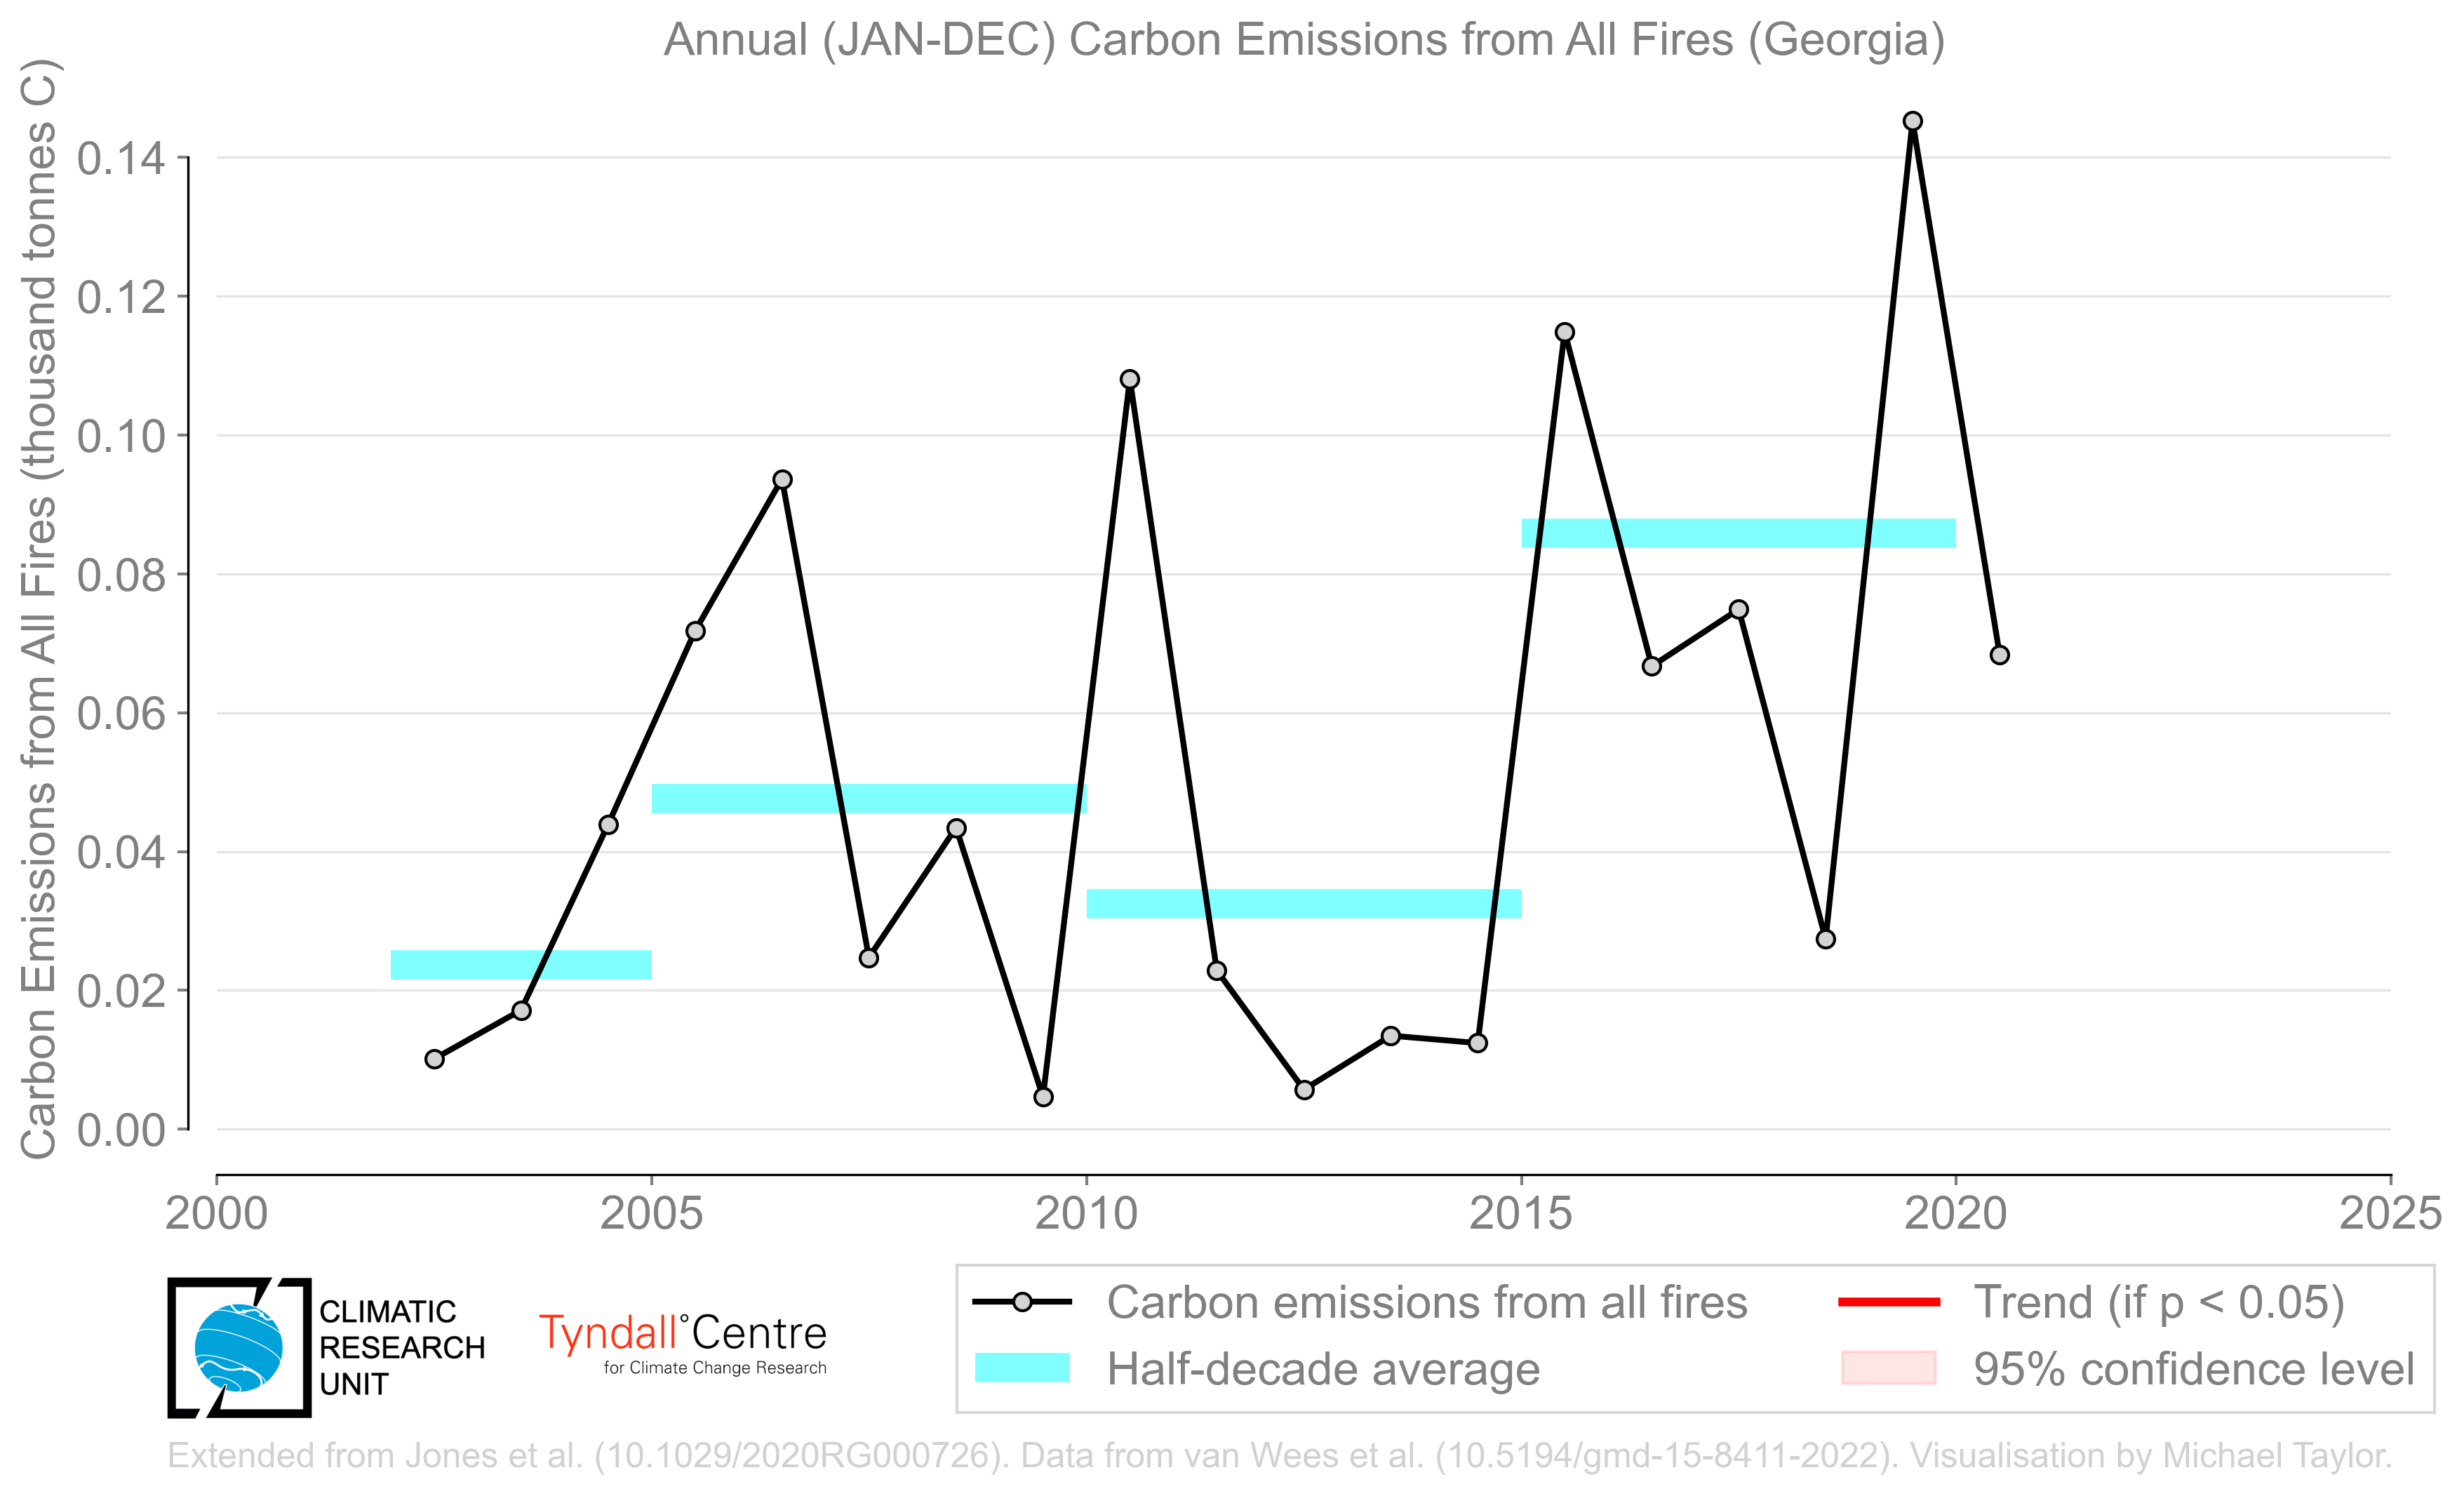 Annual (JAN-DEC) Carbon Emissions from All Fires (Georgia)
Carbon Emissions from All Fires (thousand tonnes C)
0.14
0.12
0.10
0.08
0.06
0.04
0.02
0.00
2000 2005 2010 2015 2020 2025
CLIMATIC
RESEARCH
UNIT
Tyndall°Centre
for Climate Change Research
Carbon emissions from all fires
Half-decade average
Trend (if p < 0.05)
95% confidence level
Extended from Jones et al. (10.1029/2020RG000726). Data from van Wees et al. (10.5194/gmd-15-8411-2022). Visualisation by Michael Taylor.